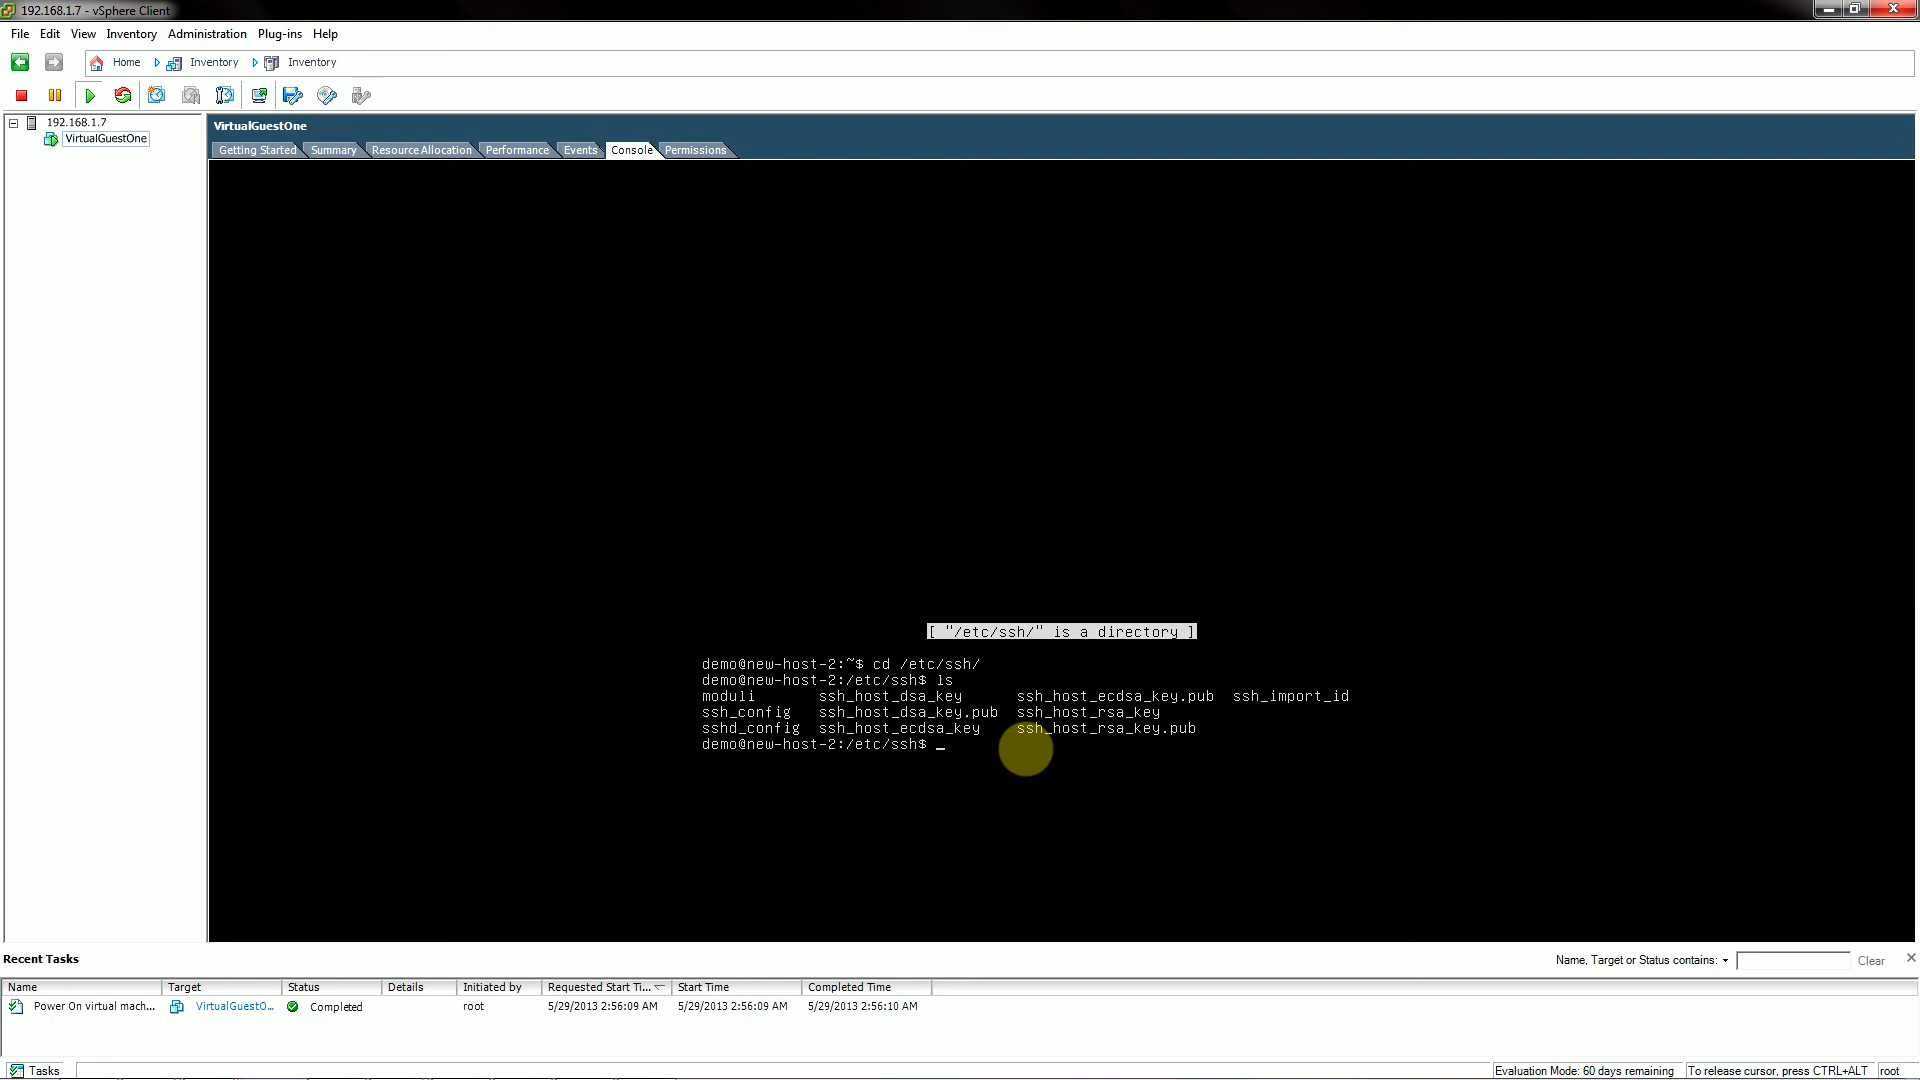 192.168.1.7 - vSphere Client
File Edit View Inventory Administration Plug-ins Help
Home Inventory Inventory
192.168.1.7
VirtualGuestOne
VirtualGuestOne
Getting Started Summary Resource Allocation Performance Events Console Permissions
[ "/etc/ssh/" is a directory ]
demo@new-host-2:~$ cd /etc/ssh/
demo@new-host-2:/etc/ssh$ ls
moduli ssh_host_dsa_key ssh_host_ecdsa_key.pub ssh_import_id
ssh_config ssh_host_dsa_key.pub ssh_host_rsa_key
sshd_config ssh_host_ecdsa_key ssh_host_rsa_key.pub
demo@new-host-2:/etc/ssh$ _
Recent Tasks
Name, Target or Status contains: Clear
Name Target Status Details Initiated by Requested Start Ti... Start Time Completed Time
Power On virtual mach... VirtualGuestO... Completed root 5/29/2013 2:56:09 AM 5/29/2013 2:56:09 AM 5/29/2013 2:56:10 AM
Tasks Evaluation Mode: 60 days remaining To release cursor, press CTRL+ALT root